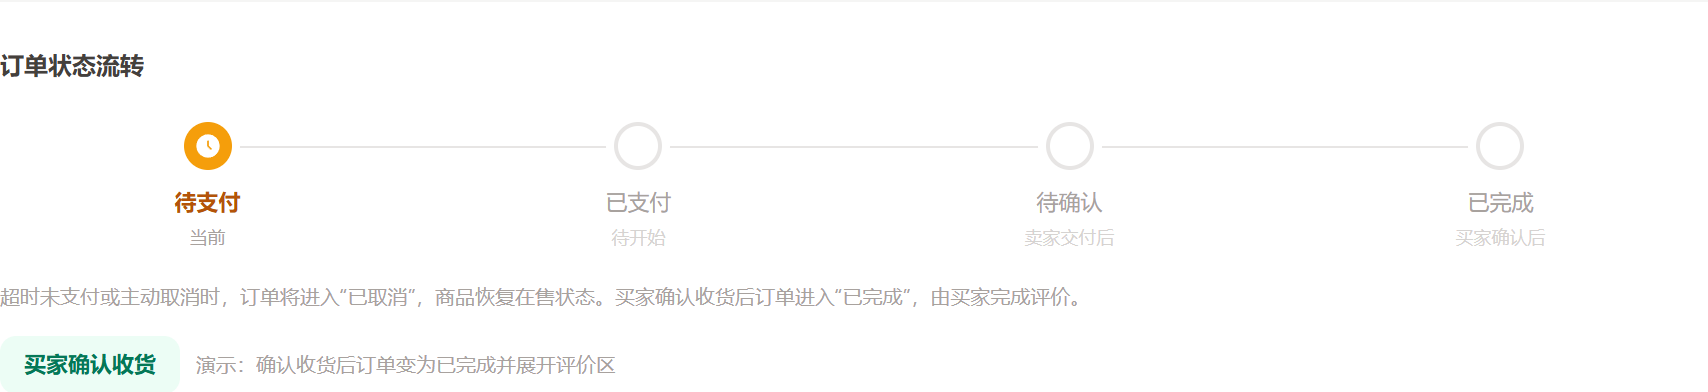 订单状态流转
待支付 已支付 待确认 已完成
当前 待开始 卖家交付后 买家确认后
超时未支付或主动取消时，订单将进入“已取消”，商品恢复在售状态。买家确认收货后订单进入“已完成”，由买家完成评价。
买家确认收货 演示：确认收货后订单变为已完成并展开评价区